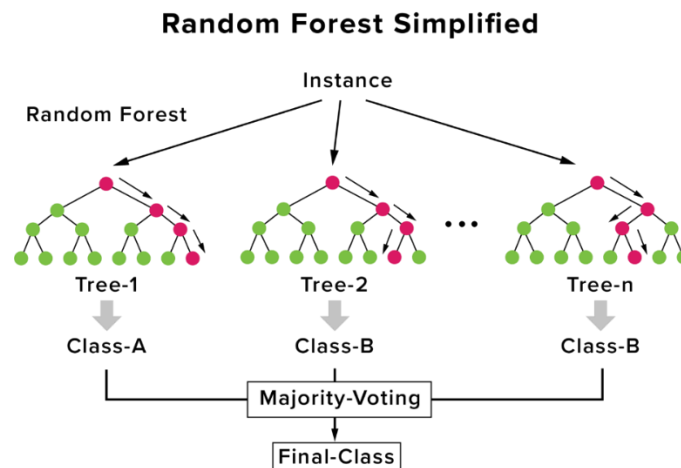 Random Forest Simplified
Instance
Random Forest
Tree-1
Tree-2
Tree-n
Class-A
Class-B
Class-B
Majority-Voting
Final-Class